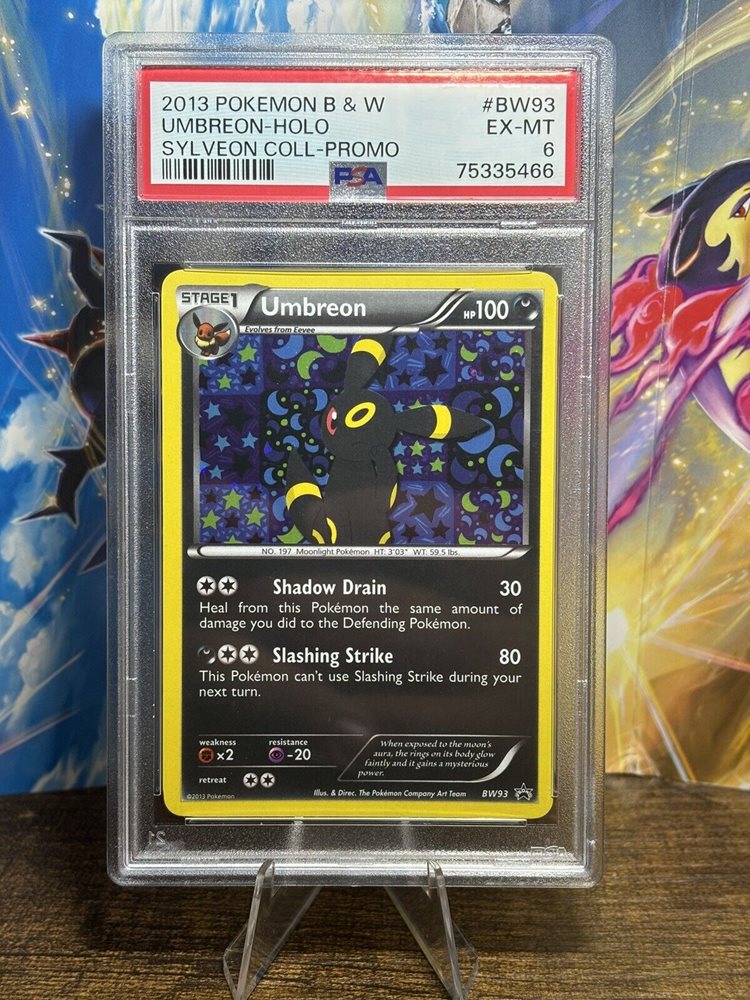 2013 POKEMON B & W #BW93
UMBREON-HOLO EX-MT
SYLVEON COLL-PROMO 6
PSA 75335466
STAGE1 Umbreon HP100
Evolves from Eevee
NO. 197 Moonlight Pokémon HT: 3'03" WT: 59.5 lbs.
Shadow Drain 30
Heal from this Pokémon the same amount of
damage you did to the Defending Pokémon.
Slashing Strike 80
This Pokémon can't use Slashing Strike during your
next turn.
weakness resistance
×2 -20
retreat
When exposed to the moon's
aura, the rings on its body glow
faintly and it gains a mysterious
power.
Illus. & Direc. The Pokémon Company Art Team BW93
©2013 Pokémon